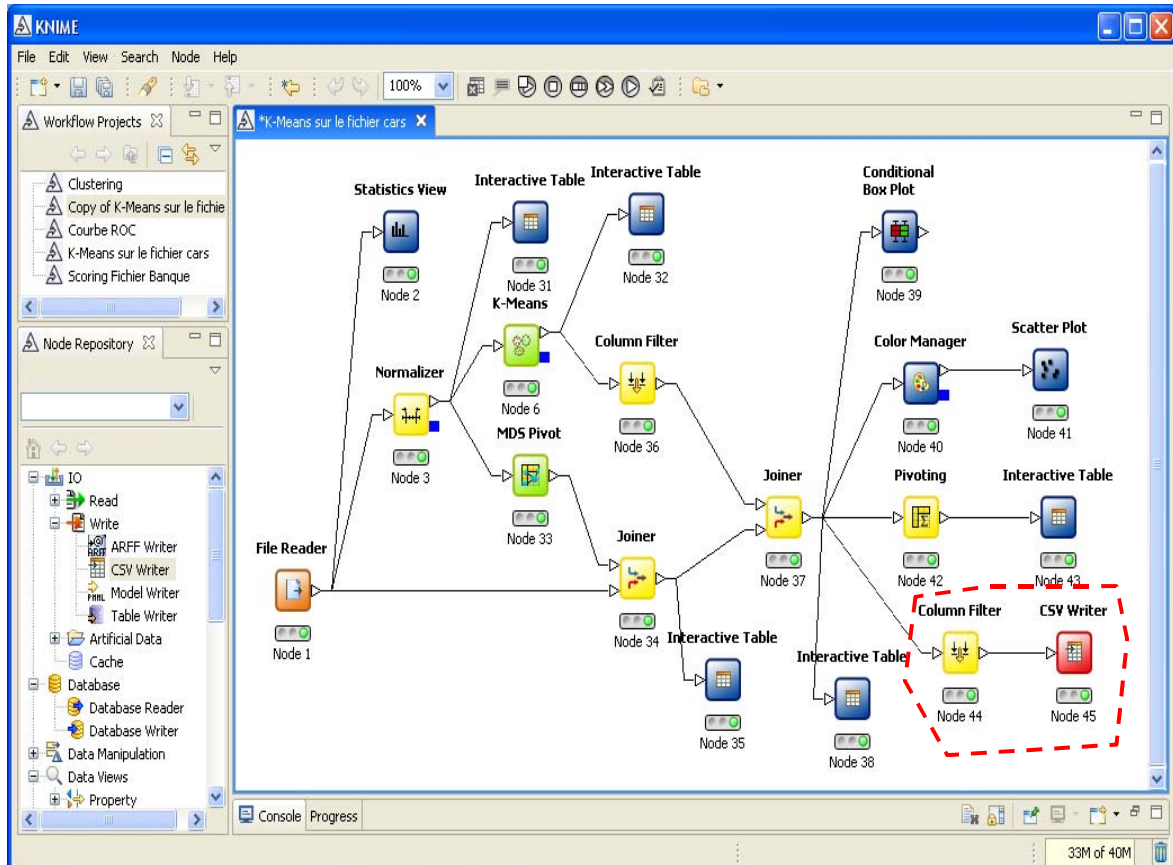 KNIME
File Edit View Search Node Help
100%
Workflow Projects
Clustering
Copy of K-Means sur le fichie
Courbe ROC
K-Means sur le fichier cars
Scoring Fichier Banque
Node Repository
IO
Read
Write
ARFF Writer
CSV Writer
Model Writer
Table Writer
Artificial Data
Cache
Database
Database Reader
Database Writer
Data Manipulation
Data Views
Property
*K-Means sur le fichier cars
Statistics View
Node 2
Interactive Table
Node 31
Interactive Table
Node 32
Conditional
Box Plot
Node 39
K-Means
Node 6
Column Filter
Node 36
Color Manager
Node 40
Scatter Plot
Node 41
Normalizer
Node 3
MDS Pivot
Node 33
Joiner
Node 37
Pivoting
Node 42
Interactive Table
Node 43
File Reader
Node 1
Joiner
Node 34
Interactive Table
Node 35
Interactive Table
Node 38
Column Filter
Node 44
CSV Writer
Node 45
Console Progress
33M of 40M